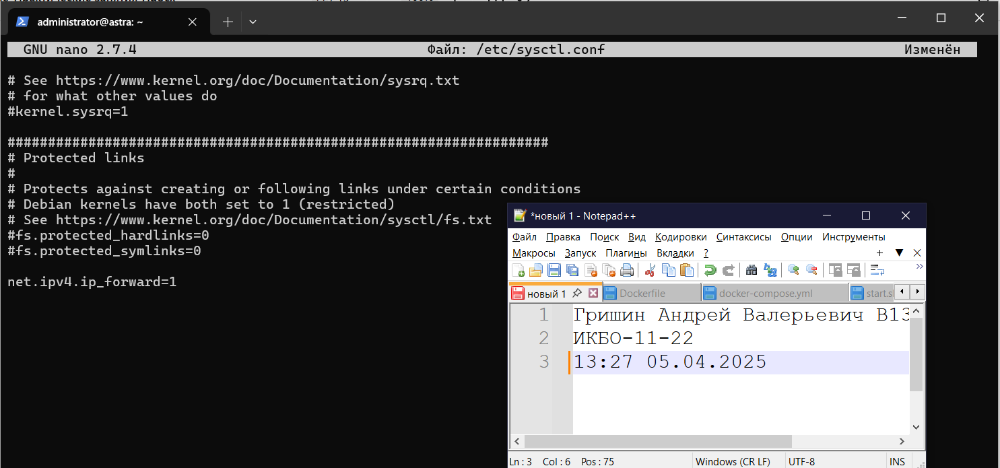 administrator@astra: ~
GNU nano 2.7.4 Файл: /etc/sysctl.conf Изменён
# See https://www.kernel.org/doc/Documentation/sysrq.txt
# for what other values do
#kernel.sysrq=1
###################################################################
# Protected links
#
# Protects against creating or following links under certain conditions
# Debian kernels have both set to 1 (restricted)
# See https://www.kernel.org/doc/Documentation/sysctl/fs.txt
#fs.protected_hardlinks=0
#fs.protected_symlinks=0
net.ipv4.ip_forward=1
*новый 1 - Notepad++
Файл Правка Поиск Вид Кодировки Синтаксисы Опции Инструменты
Макросы Запуск Плагины Вкладки ?
новый 1 Dockerfile docker-compose.yml start.s
1 Гришин Андрей Валерьевич В13
2 ИКБО-11-22
3 13:27 05.04.2025
Ln : 3 Col : 6 Pos : 75 Windows (CR LF) UTF-8 INS